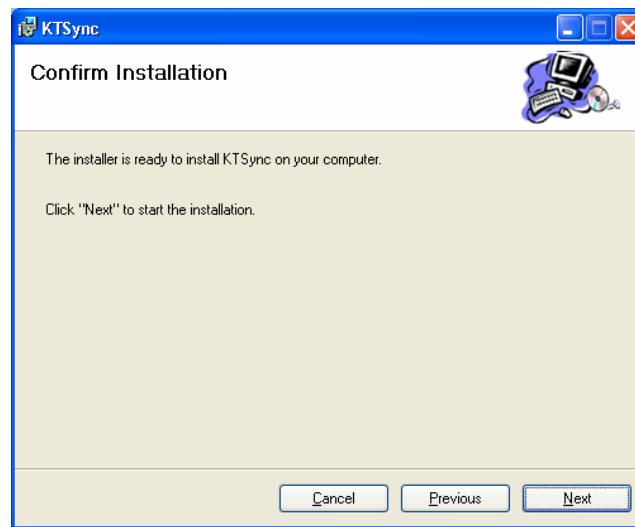 KTSync
Confirm Installation
The installer is ready to install KTSync on your computer.
Click "Next" to start the installation.
Cancel
Previous
Next